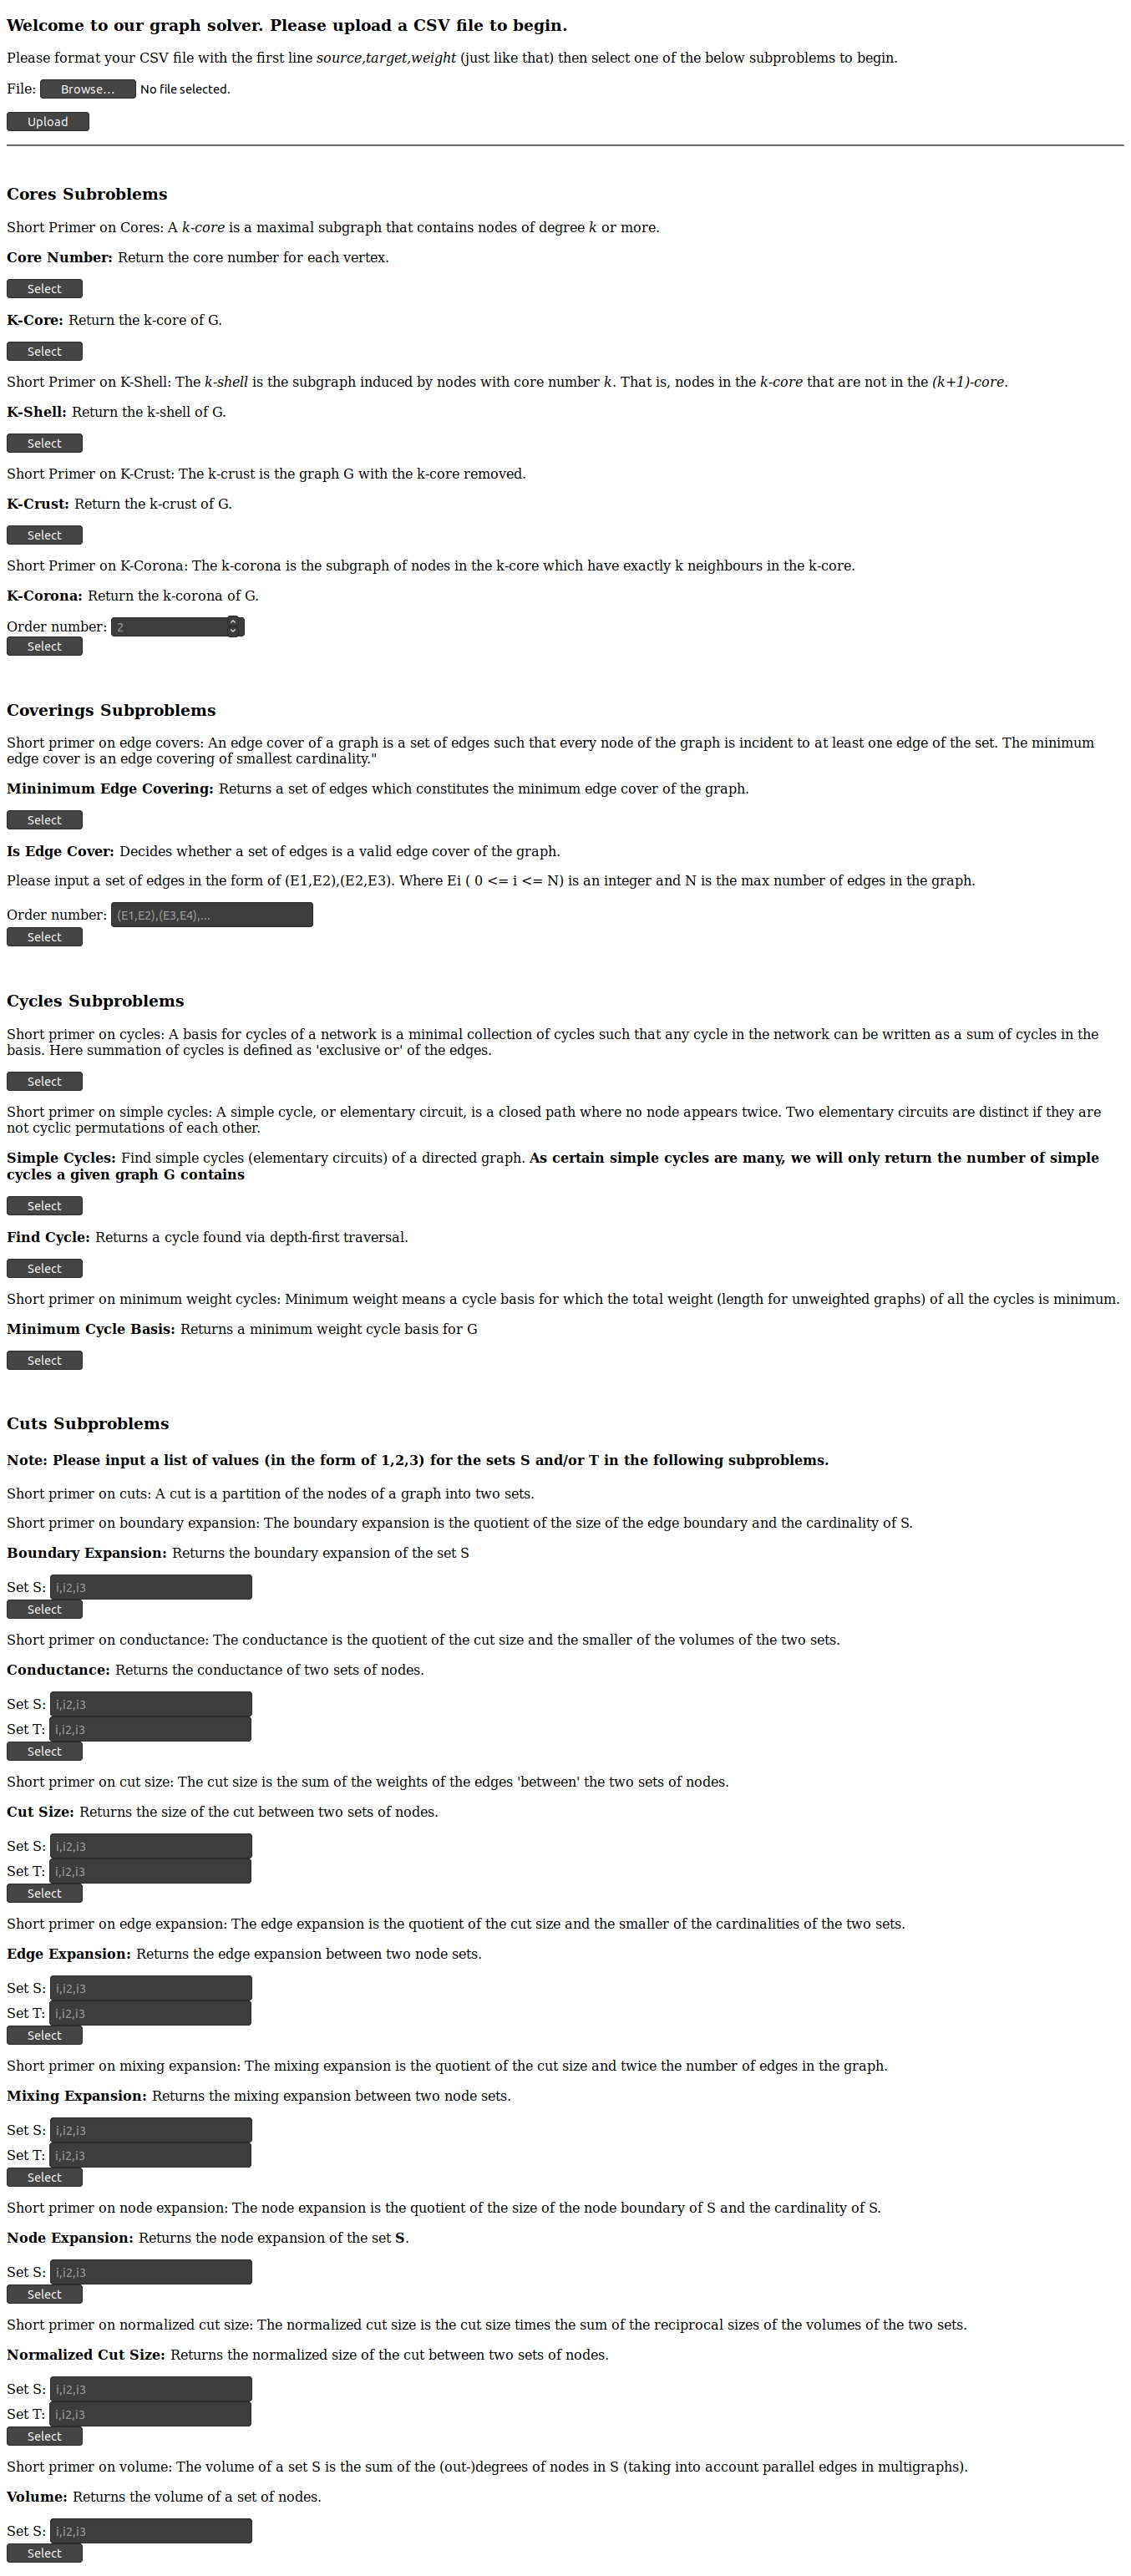 Welcome to our graph solver. Please upload a CSV file to begin.
Please format your CSV file with the first line source,target,weight (just like that) then select one of the below subproblems to begin.
File: Browse... No file selected.
Upload
Cores Subroblems
Short Primer on Cores: A k-core is a maximal subgraph that contains nodes of degree k or more.
Core Number: Return the core number for each vertex.
Select
K-Core: Return the k-core of G.
Select
Short Primer on K-Shell: The k-shell is the subgraph induced by nodes with core number k. That is, nodes in the k-core that are not in the (k+1)-core.
K-Shell: Return the k-shell of G.
Select
Short Primer on K-Crust: The k-crust is the graph G with the k-core removed.
K-Crust: Return the k-crust of G.
Select
Short Primer on K-Corona: The k-corona is the subgraph of nodes in the k-core which have exactly k neighbours in the k-core.
K-Corona: Return the k-corona of G.
Order number: 2
Select
Coverings Subproblems
Short primer on edge covers: An edge cover of a graph is a set of edges such that every node of the graph is incident to at least one edge of the set. The minimum
edge cover is an edge covering of smallest cardinality."
Mininimum Edge Covering: Returns a set of edges which constitutes the minimum edge cover of the graph.
Select
Is Edge Cover: Decides whether a set of edges is a valid edge cover of the graph.
Please input a set of edges in the form of (E1,E2),(E2,E3). Where Ei ( 0 <= i <= N) is an integer and N is the max number of edges in the graph.
Order number: (E1,E2),(E3,E4),...
Select
Cycles Subproblems
Short primer on cycles: A basis for cycles of a network is a minimal collection of cycles such that any cycle in the network can be written as a sum of cycles in the
basis. Here summation of cycles is defined as 'exclusive or' of the edges.
Select
Short primer on simple cycles: A simple cycle, or elementary circuit, is a closed path where no node appears twice. Two elementary circuits are distinct if they are
not cyclic permutations of each other.
Simple Cycles: Find simple cycles (elementary circuits) of a directed graph. As certain simple cycles are many, we will only return the number of simple
cycles a given graph G contains
Select
Find Cycle: Returns a cycle found via depth-first traversal.
Select
Short primer on minimum weight cycles: Minimum weight means a cycle basis for which the total weight (length for unweighted graphs) of all the cycles is minimum.
Minimum Cycle Basis: Returns a minimum weight cycle basis for G
Select
Cuts Subproblems
Note: Please input a list of values (in the form of 1,2,3) for the sets S and/or T in the following subproblems.
Short primer on cuts: A cut is a partition of the nodes of a graph into two sets.
Short primer on boundary expansion: The boundary expansion is the quotient of the size of the edge boundary and the cardinality of S.
Boundary Expansion: Returns the boundary expansion of the set S
Set S: i,i2,i3
Select
Short primer on conductance: The conductance is the quotient of the cut size and the smaller of the volumes of the two sets.
Conductance: Returns the conductance of two sets of nodes.
Set S: i,i2,i3
Set T: i,i2,i3
Select
Short primer on cut size: The cut size is the sum of the weights of the edges 'between' the two sets of nodes.
Cut Size: Returns the size of the cut between two sets of nodes.
Set S: i,i2,i3
Set T: i,i2,i3
Select
Short primer on edge expansion: The edge expansion is the quotient of the cut size and the smaller of the cardinalities of the two sets.
Edge Expansion: Returns the edge expansion between two node sets.
Set S: i,i2,i3
Set T: i,i2,i3
Select
Short primer on mixing expansion: The mixing expansion is the quotient of the cut size and twice the number of edges in the graph.
Mixing Expansion: Returns the mixing expansion between two node sets.
Set S: i,i2,i3
Set T: i,i2,i3
Select
Short primer on node expansion: The node expansion is the quotient of the size of the node boundary of S and the cardinality of S.
Node Expansion: Returns the node expansion of the set S.
Set S: i,i2,i3
Select
Short primer on normalized cut size: The normalized cut size is the cut size times the sum of the reciprocal sizes of the volumes of the two sets.
Normalized Cut Size: Returns the normalized size of the cut between two sets of nodes.
Set S: i,i2,i3
Set T: i,i2,i3
Select
Short primer on volume: The volume of a set S is the sum of the (out-)degrees of nodes in S (taking into account parallel edges in multigraphs).
Volume: Returns the volume of a set of nodes.
Set S: i,i2,i3
Select